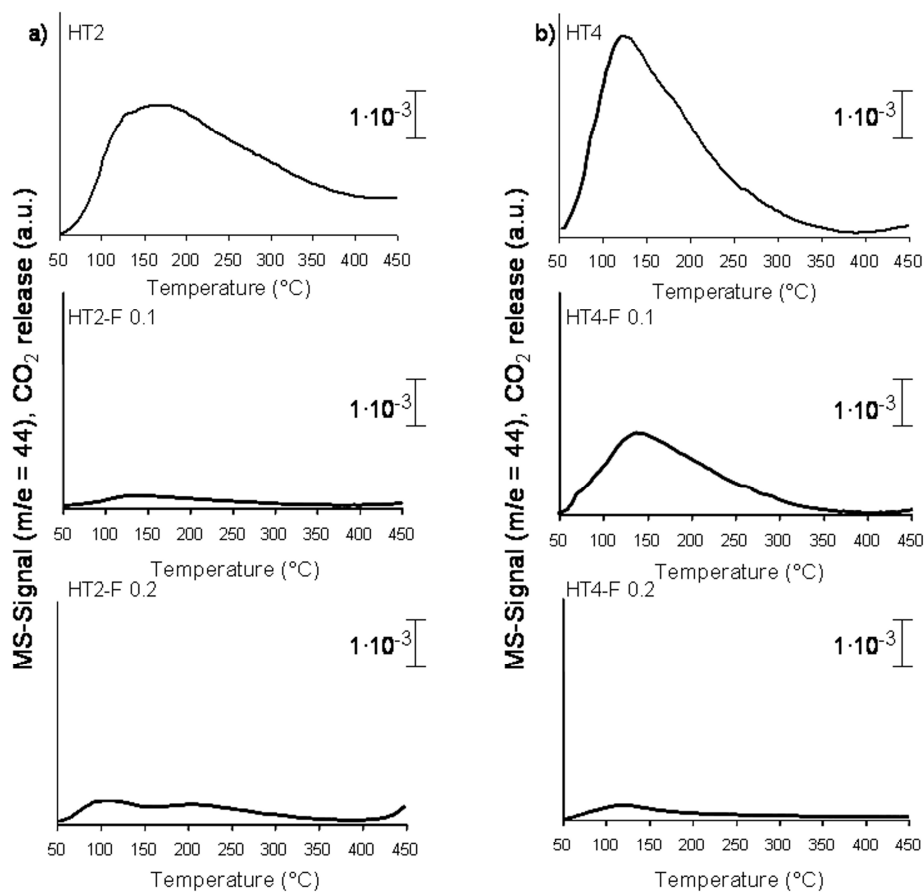 a)
HT2
1·10⁻³
50 100 150 200 250 300 350 400 450
Temperature (°C)
HT2-F 0.1
1·10⁻³
50 100 150 200 250 300 350 400 450
Temperature (°C)
HT2-F 0.2
1·10⁻³
50 100 150 200 250 300 350 400 450
Temperature (°C)
MS-Signal (m/e = 44), CO₂ release (a.u.)
b)
HT4
1·10⁻³
50 100 150 200 250 300 350 400 450
Temperature (°C)
HT4-F 0.1
1·10⁻³
50 100 150 200 250 300 350 400 450
Temperature (°C)
HT4-F 0.2
1·10⁻³
50 100 150 200 250 300 350 400 450
Temperature (°C)
MS-Signal (m/e = 44), CO₂ release (a.u.)